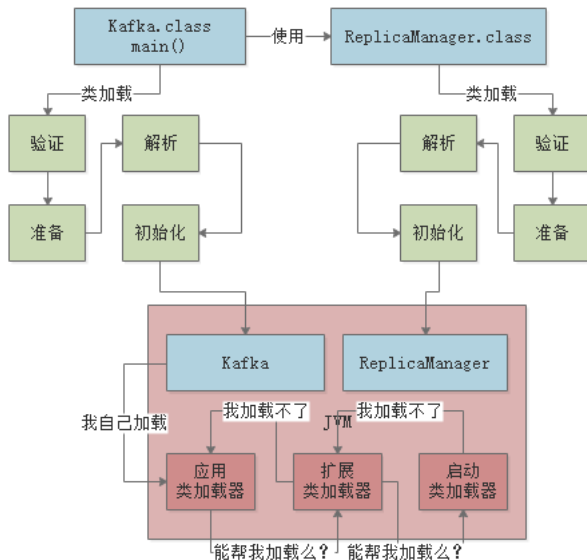 Kafka.class
main()
使用
ReplicaManager.class
类加载
类加载
验证
解析
解析
验证
准备
初始化
初始化
准备
Kafka
ReplicaManager
我加载不了
我加载不了
我自己加载
JVM
应用
类加载器
扩展
类加载器
启动
类加载器
能帮我加载么？
能帮我加载么？